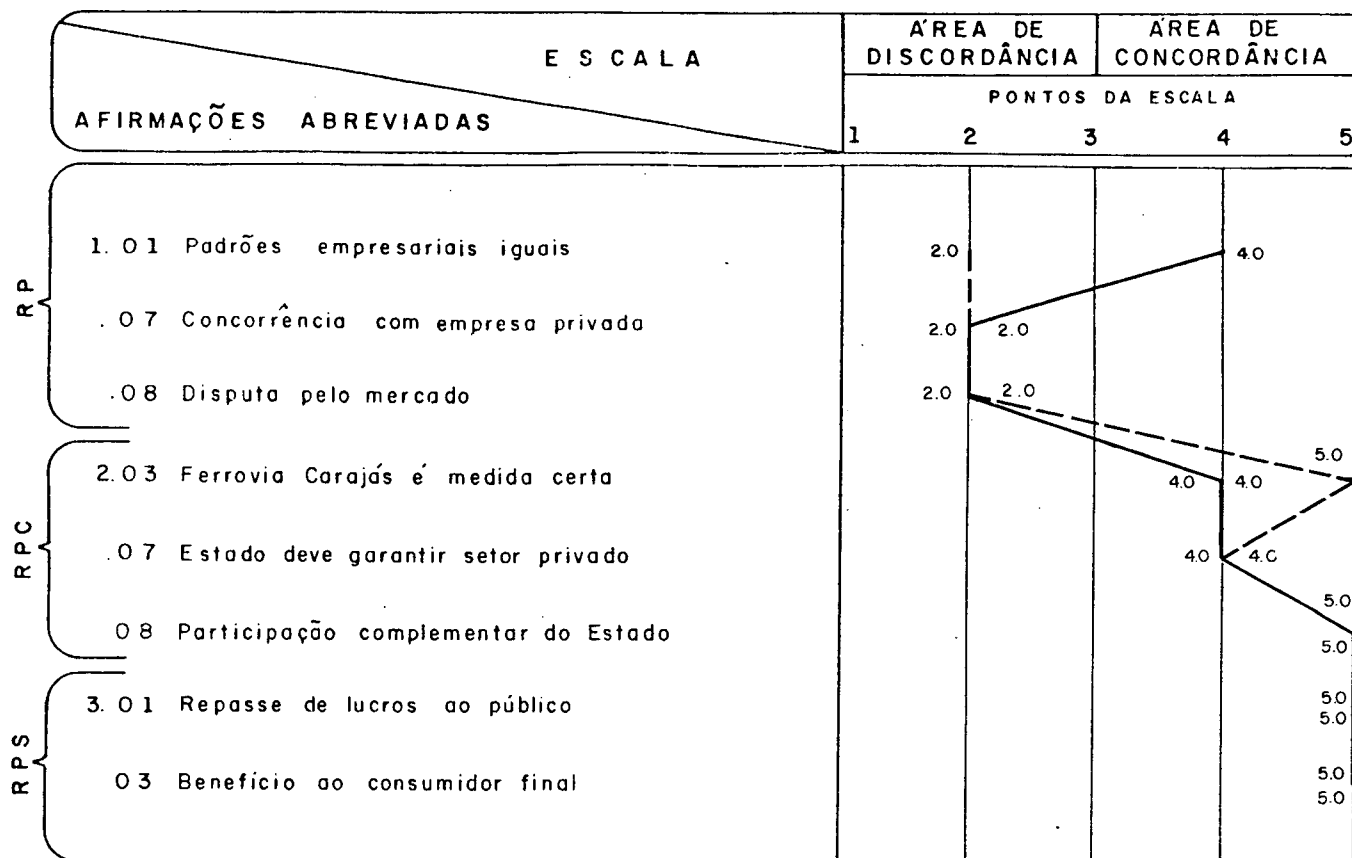 ESCALA
AFIRMAÇÕES ABREVIADAS
ÁREA DE DISCORDÂNCIA
ÁREA DE CONCORDÂNCIA
PONTOS DA ESCALA
1 2 3 4 5
RP
1.01 Padrões empresariais iguais
2.0 4.0
.07 Concorrência com empresa privada
2.0 2.0
.08 Disputa pelo mercado
2.0 2.0
RPC
2.03 Ferrovia Carajás é medida certa
4.0 4.0 5.0
.07 Estado deve garantir setor privado
4.0 4.0
08 Participação complementar do Estado
5.0
5.0
RPS
3.01 Repasse de lucros ao público
5.0
5.0
03 Benefício ao consumidor final
5.0
5.0